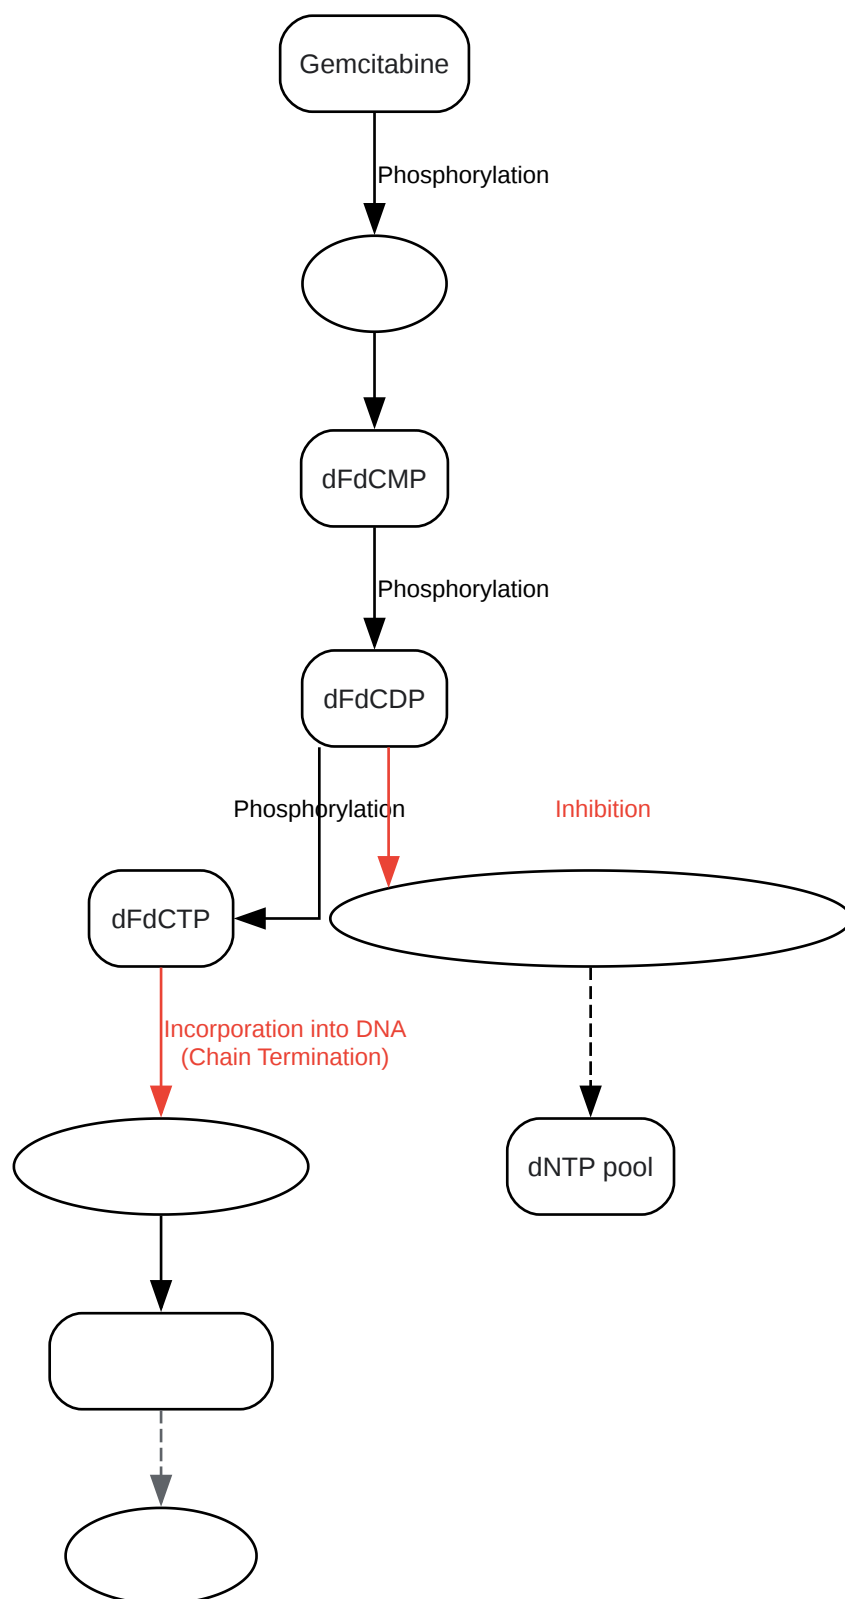 Gemcitabine
Phosphorylation
dFdCMP
Phosphorylation
dFdCDP
Phosphorylation
Inhibition
dFdCTP
Incorporation into DNA
(Chain Termination)
dNTP pool